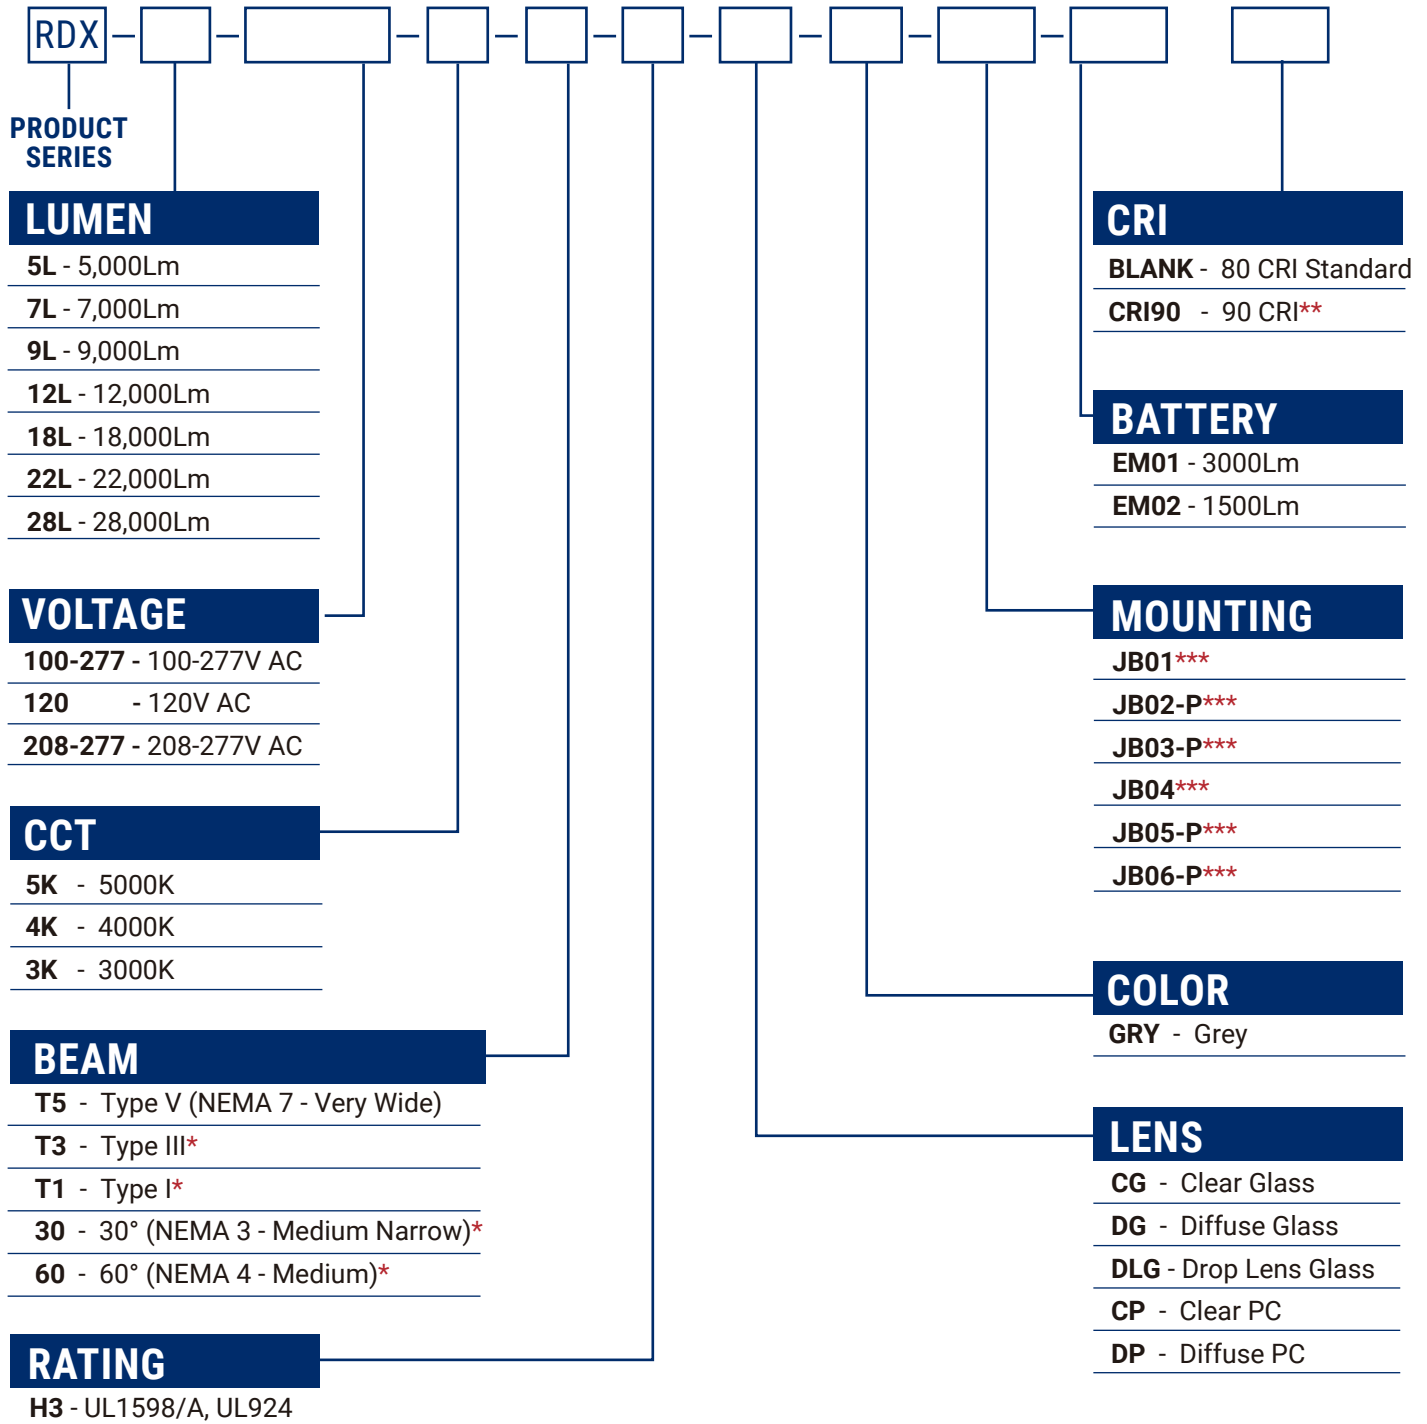 RDX
PRODUCT
SERIES
LUMEN
5L - 5,000Lm
7L - 7,000Lm
9L - 9,000Lm
12L - 12,000Lm
18L - 18,000Lm
22L - 22,000Lm
28L - 28,000Lm
VOLTAGE
100-277 - 100-277V AC
120 - 120V AC
208-277 - 208-277V AC
CCT
5K - 5000K
4K - 4000K
3K - 3000K
BEAM
T5 - Type V (NEMA 7 - Very Wide)
T3 - Type III*
T1 - Type I*
30 - 30° (NEMA 3 - Medium Narrow)*
60 - 60° (NEMA 4 - Medium)*
RATING
H3 - UL1598/A, UL924
CRI
BLANK - 80 CRI Standard
CRI90 - 90 CRI**
BATTERY
EM01 - 3000Lm
EM02 - 1500Lm
MOUNTING
JB01***
JB02-P***
JB03-P***
JB04***
JB05-P***
JB06-P***
COLOR
GRY - Grey
LENS
CG - Clear Glass
DG - Diffuse Glass
DLG - Drop Lens Glass
CP - Clear PC
DP - Diffuse PC